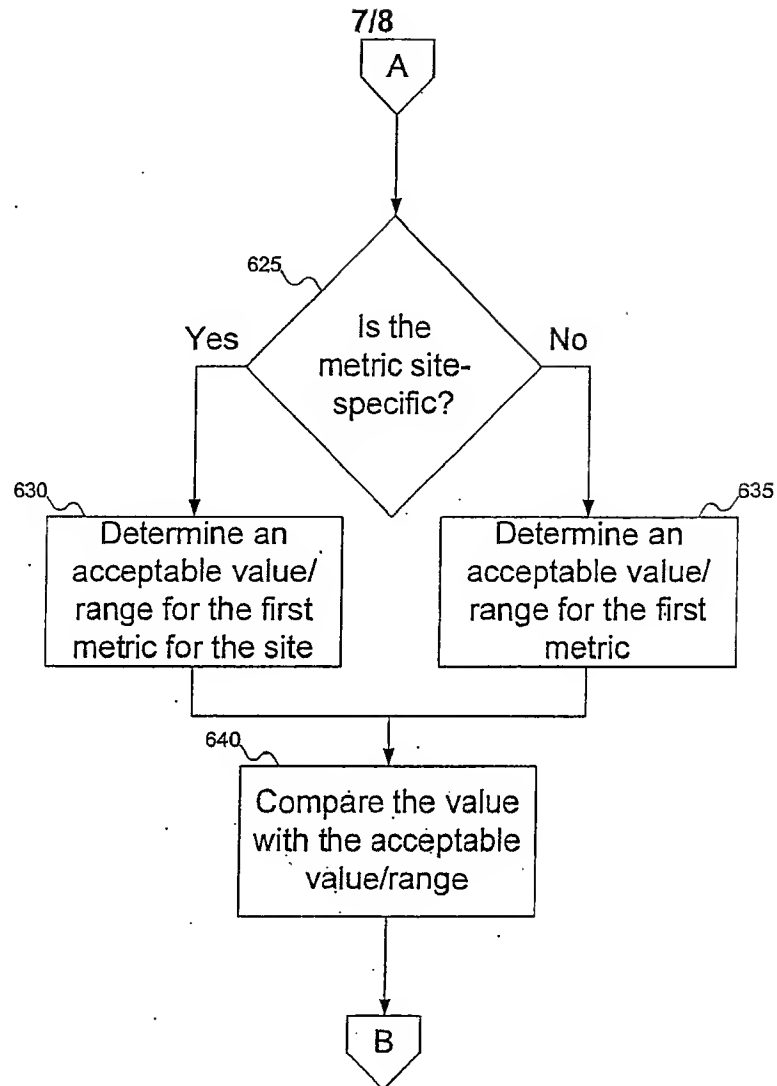 7/8
A
625
Is the
metric site-
specific?
Yes
No
630
Determine an
acceptable value/
range for the first
metric for the site
635
Determine an
acceptable value/
range for the first
metric
640
Compare the value
with the acceptable
value/range
B